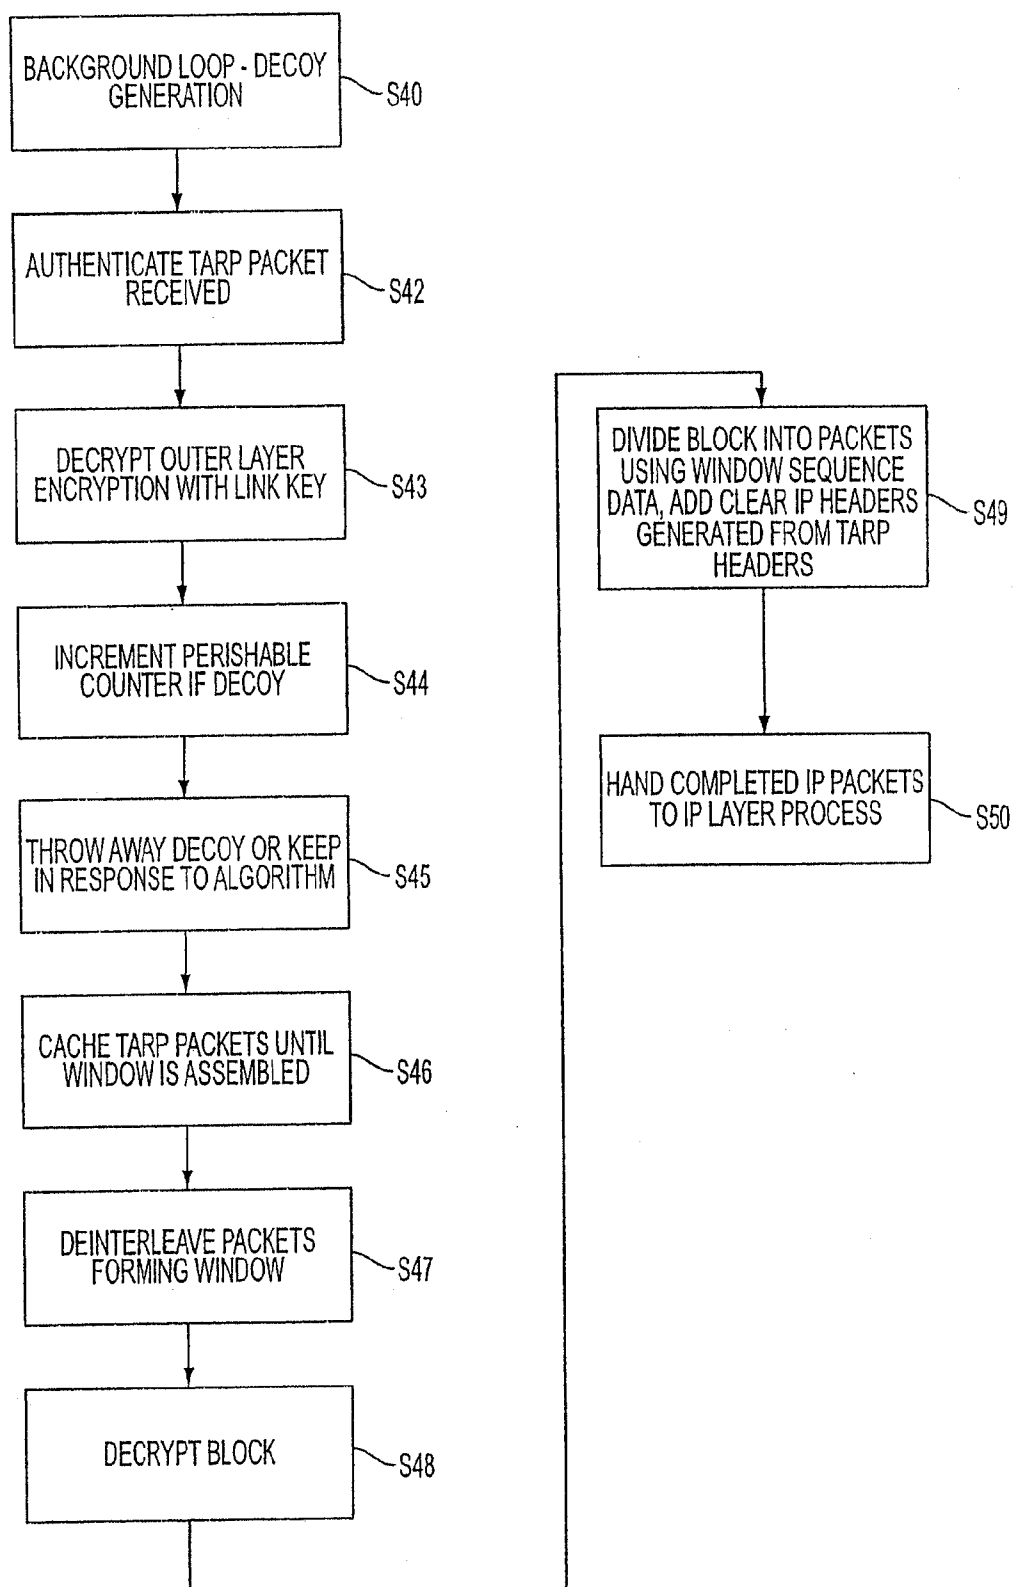 BACKGROUND LOOP - DECOY
GENERATION
S40
AUTHENTICATE TARP PACKET
RECEIVED
S42
DECRYPT OUTER LAYER
ENCRYPTION WITH LINK KEY
S43
INCREMENT PERISHABLE
COUNTER IF DECOY
S44
THROW AWAY DECOY OR KEEP
IN RESPONSE TO ALGORITHM
S45
CACHE TARP PACKETS UNTIL
WINDOW IS ASSEMBLED
S46
DEINTERLEAVE PACKETS
FORMING WINDOW
S47
DECRYPT BLOCK
S48
DIVIDE BLOCK INTO PACKETS
USING WINDOW SEQUENCE
DATA, ADD CLEAR IP HEADERS
GENERATED FROM TARP
HEADERS
S49
HAND COMPLETED IP PACKETS
TO IP LAYER PROCESS
S50